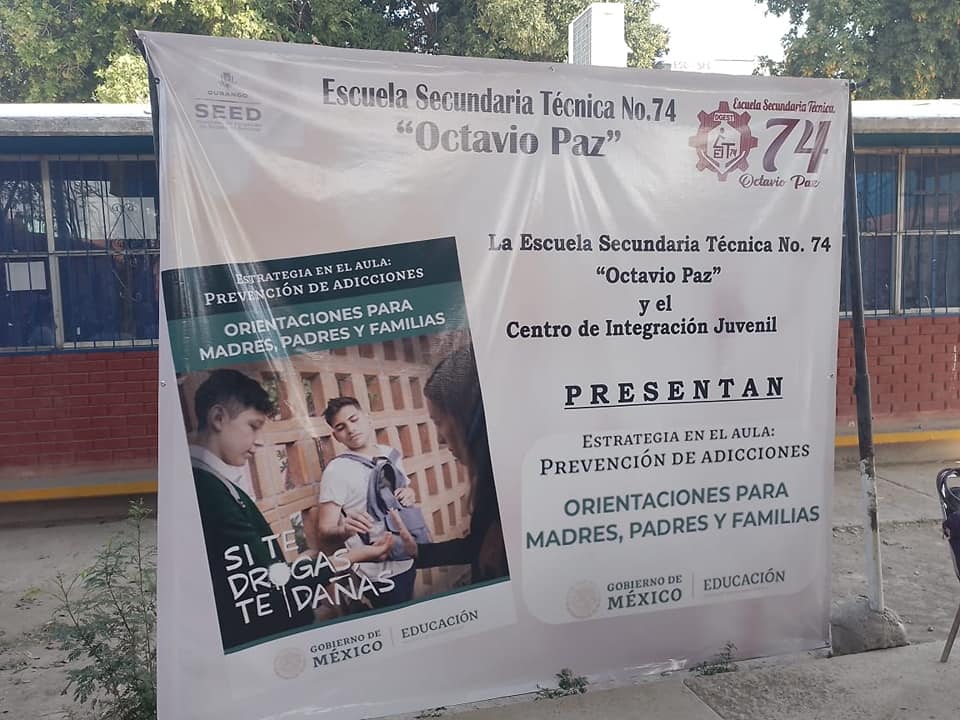 DURANGO
SEED
Escuela Secundaria Técnica No.74
“Octavio Paz”
Escuela Secundaria Técnica
DGEST
74
Octavio Paz
La Escuela Secundaria Técnica No. 74
“Octavio Paz”
y el
Centro de Integración Juvenil
PRESENTAN
ESTRATEGIA EN EL AULA:
PREVENCIÓN DE ADICCIONES
ORIENTACIONES PARA
MADRES, PADRES Y FAMILIAS
GOBIERNO DE
MÉXICO
EDUCACIÓN
ESTRATEGIA EN EL AULA:
PREVENCIÓN DE ADICCIONES
ORIENTACIONES PARA
MADRES, PADRES Y FAMILIAS
SI TE
DROGAS,
TE DAÑAS
GOBIERNO DE
MÉXICO
EDUCACIÓN